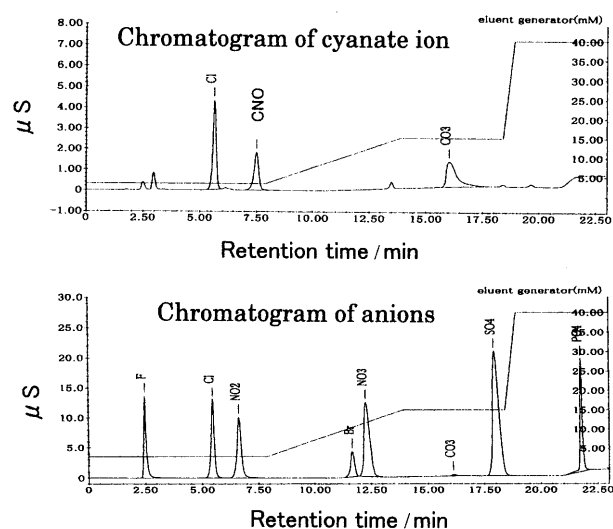 eluent generator(mM)
Chromatogram of cyanate ion
8.00
7.00
6.00
5.00
4.00
3.00
2.00
1.00
0.00
-1.00
μS
Cl
CNO
CO3
40.00
35.00
30.00
25.00
20.00
15.00
10.00
5.00
0 2.50 5.00 7.50 10.00 12.50 15.00 17.50 20.00 22.50
Retention time /min
eluent generator(mM)
Chromatogram of anions
30.0
25.0
20.0
15.0
10.0
5.0
0.0
μS
F
Cl
NO2
Br
NO3
CO3
SO4
40.00
35.00
30.00
25.00
20.00
15.00
10.00
5.00
0 2.50 5.00 7.50 10.00 12.50 15.00 17.50 20.00 22.50
Retention time /min